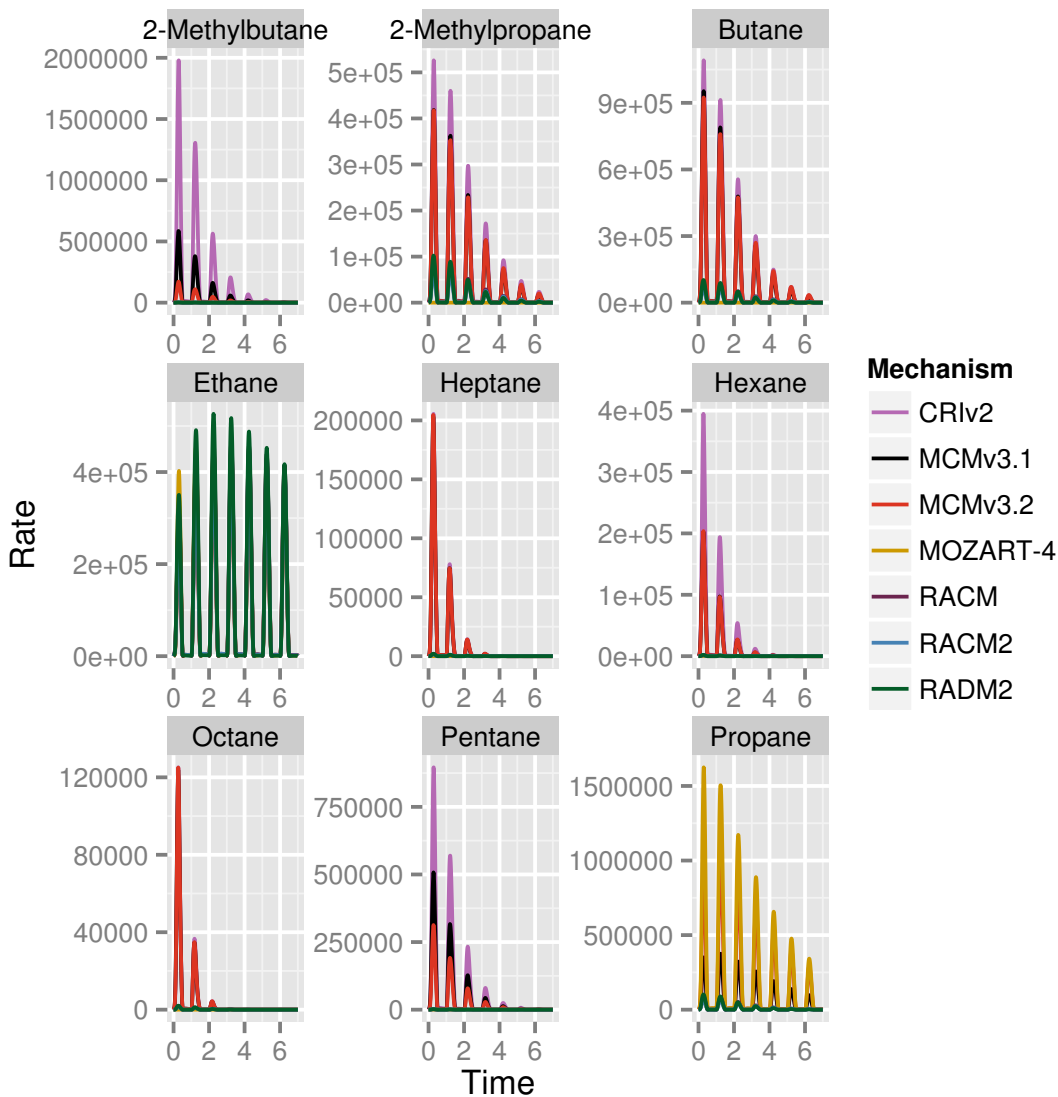 2-Methylbutane
2-Methylpropane
Butane
2000000
1500000
1000000
500000
0
5e+05
4e+05
3e+05
2e+05
1e+05
0e+00
9e+05
6e+05
3e+05
0e+00
0 2 4 6
0 2 4 6
0 2 4 6
Ethane
Heptane
Hexane
4e+05
2e+05
0e+00
200000
150000
100000
50000
0
4e+05
3e+05
2e+05
1e+05
0e+00
0 2 4 6
0 2 4 6
0 2 4 6
Octane
Pentane
Propane
120000
80000
40000
0
750000
500000
250000
0
1500000
1000000
500000
0
0 2 4 6
0 2 4 6
0 2 4 6
Rate
Time
Mechanism
CRIv2
MCMv3.1
MCMv3.2
MOZART-4
RACM
RACM2
RADM2